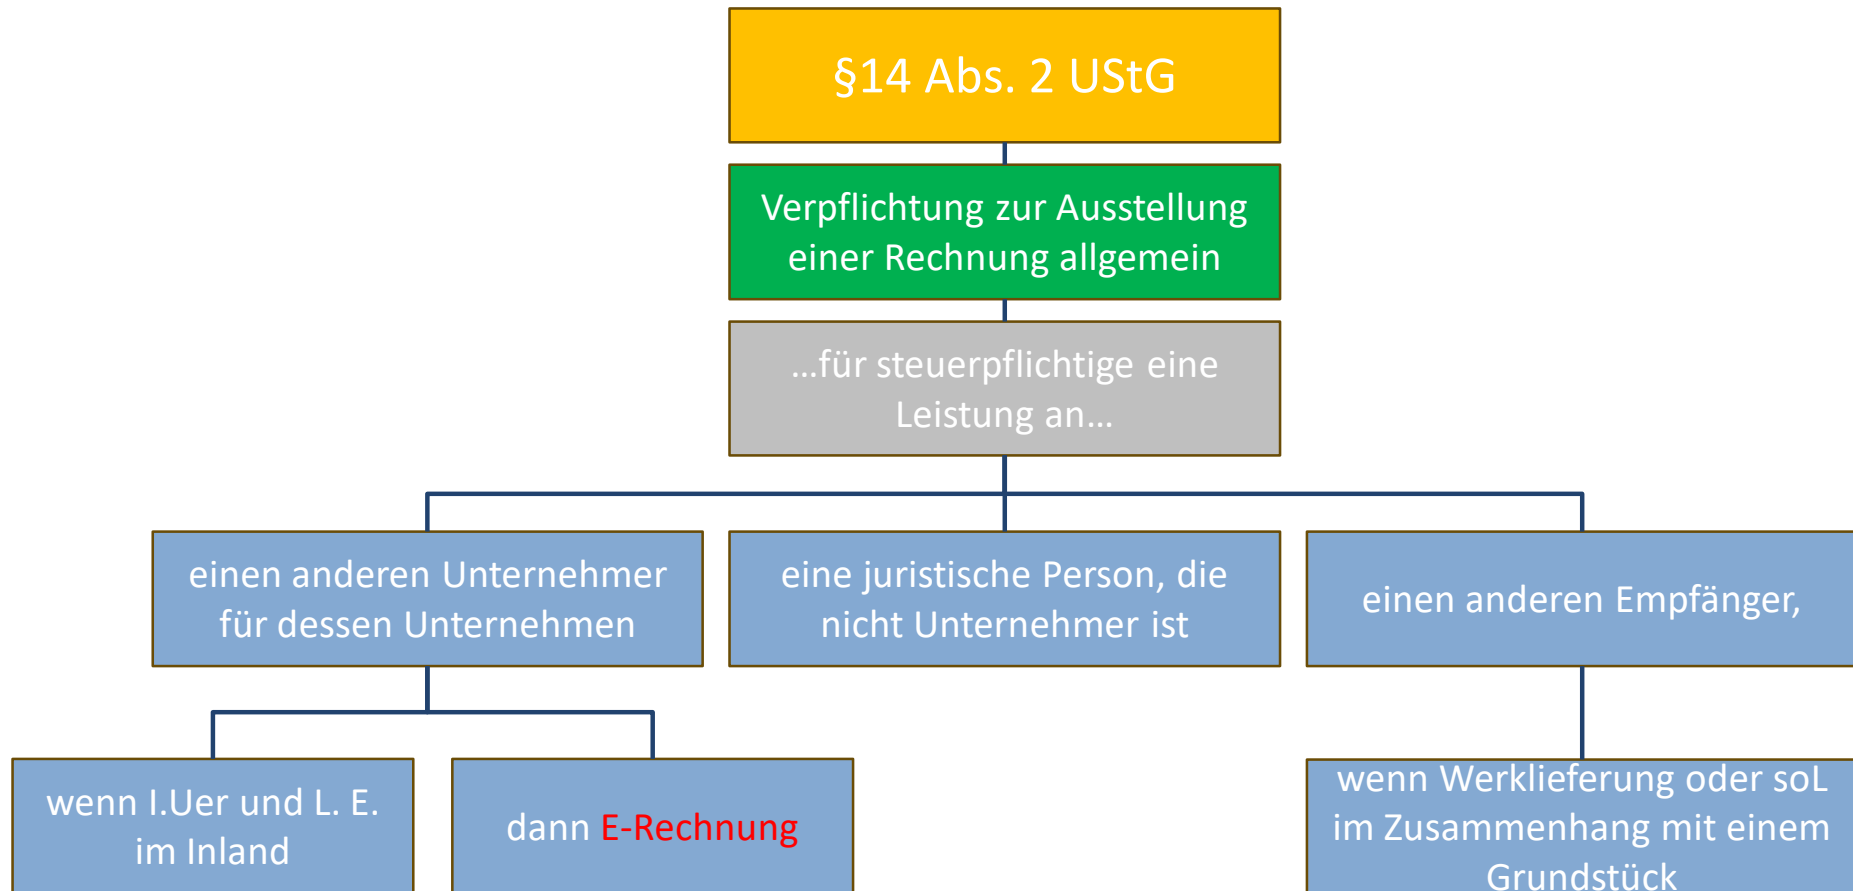 §14 Abs. 2 UStG
Verpflichtung zur Ausstellung
einer Rechnung allgemein
…für steuerpflichtige eine
Leistung an…
einen anderen Unternehmer
für dessen Unternehmen
eine juristische Person, die
nicht Unternehmer ist
einen anderen Empfänger,
wenn l.Uer und L. E.
im Inland
dann E-Rechnung
wenn Werklieferung oder soL
im Zusammenhang mit einem
Grundstück